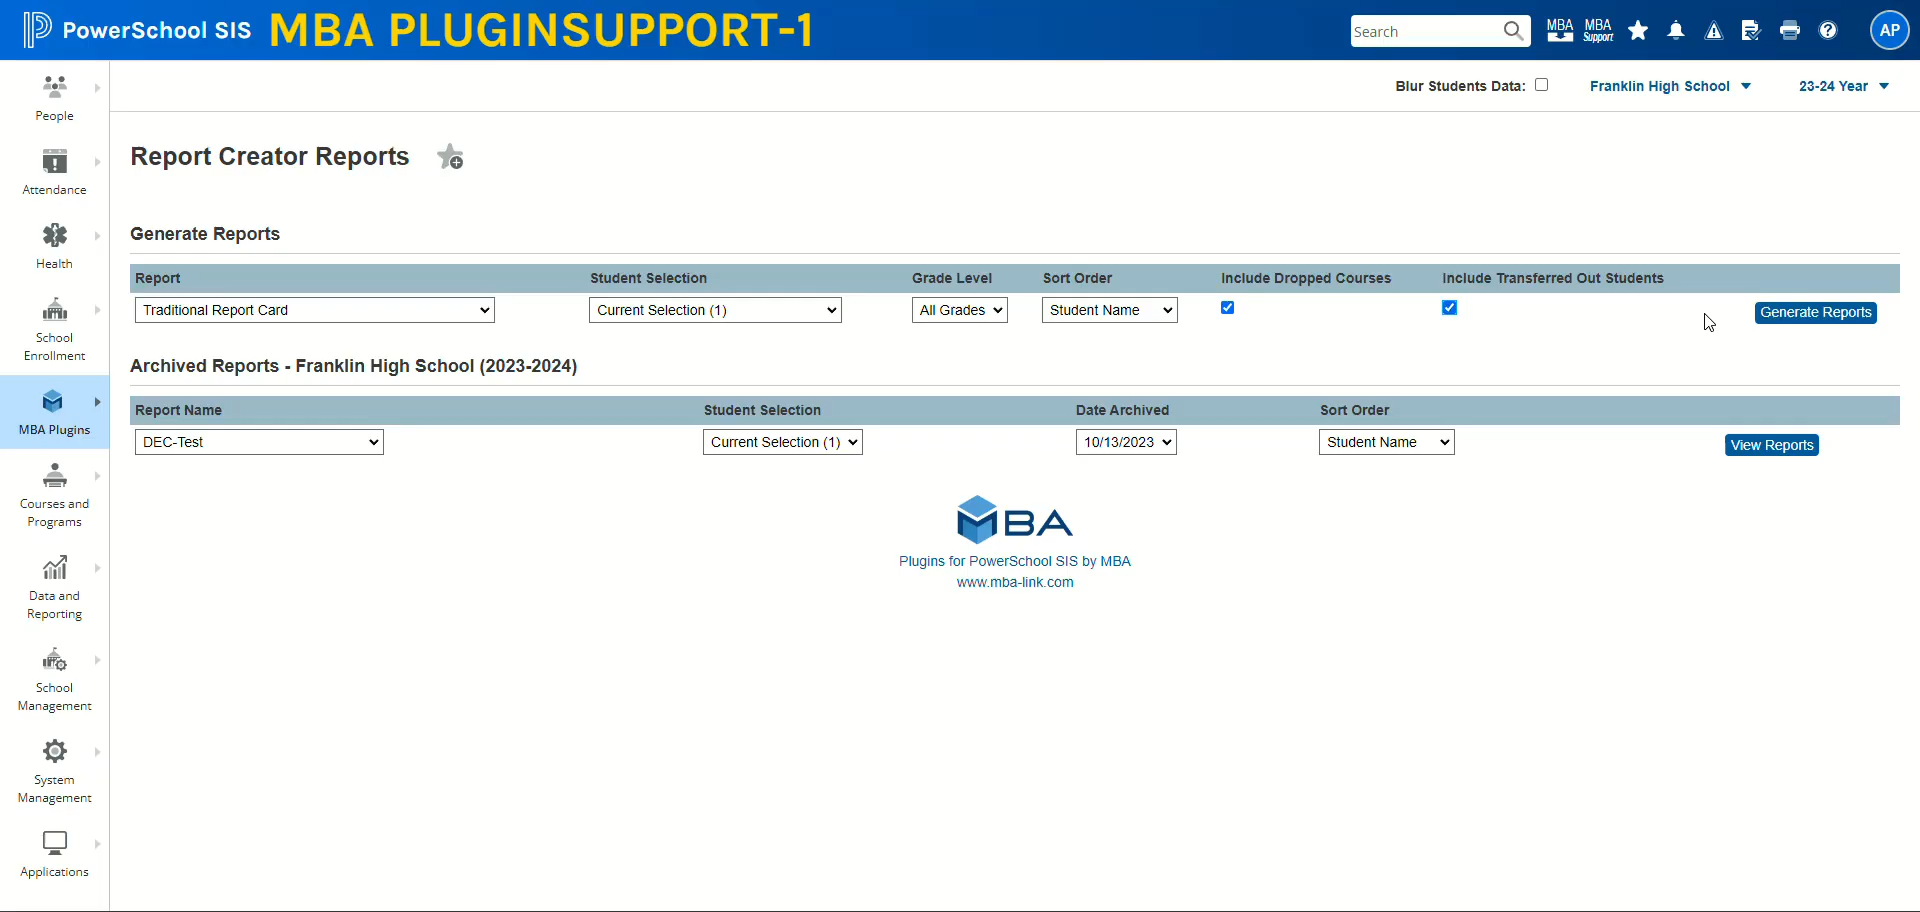 PowerSchool SIS MBA PLUGINSUPPORT-1
Search
MBA
MBA Support
AP
Blur Students Data:
Franklin High School
23-24 Year
People
Attendance
Health
School
Enrollment
MBA Plugins
Courses and
Programs
Data and
Reporting
School
Management
System
Management
Applications
Report Creator Reports
Generate Reports
Report Student Selection Grade Level Sort Order Include Dropped Courses Include Transferred Out Students
Traditional Report Card Current Selection (1) All Grades Student Name Generate Reports
Archived Reports - Franklin High School (2023-2024)
Report Name Student Selection Date Archived Sort Order
DEC-Test Current Selection (1) 10/13/2023 Student Name View Reports
MBA
Plugins for PowerSchool SIS by MBA
www.mba-link.com